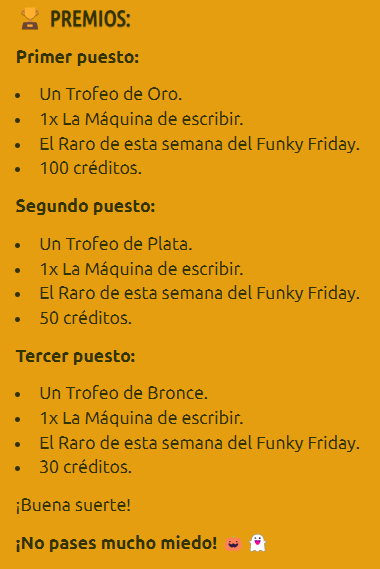 🏆 PREMIOS:
Primer puesto:
• Un Trofeo de Oro.
• 1x La Máquina de escribir.
• El Raro de esta semana del Funky Friday.
• 100 créditos.
Segundo puesto:
• Un Trofeo de Plata.
• 1x La Máquina de escribir.
• El Raro de esta semana del Funky Friday.
• 50 créditos.
Tercer puesto:
• Un Trofeo de Bronce.
• 1x La Máquina de escribir.
• El Raro de esta semana del Funky Friday.
• 30 créditos.
¡Buena suerte!
¡No pases mucho miedo! 🎃 👻